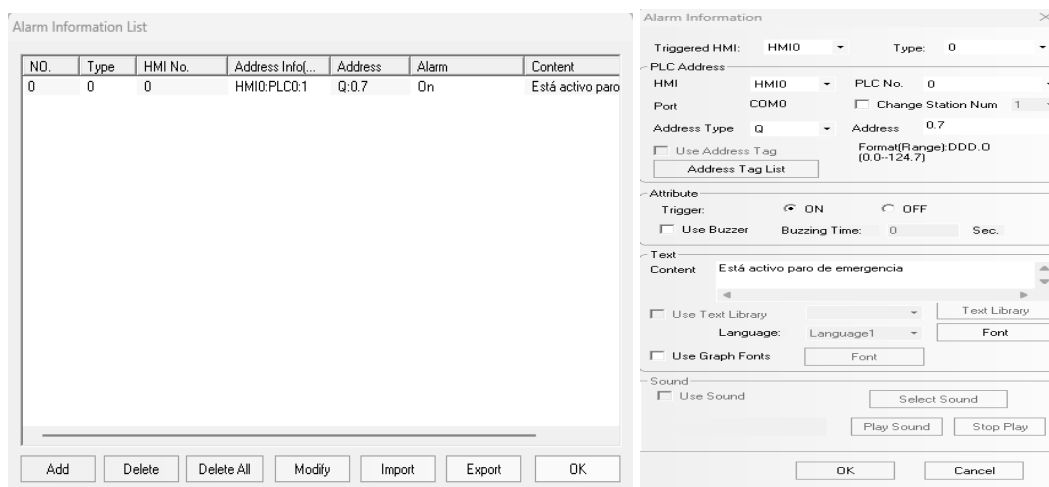 Alarm Information List
NO. Type HMI No. Address Info(... Address Alarm Content
0 0 0 HMI0:PLC0:1 Q:0.7 On Está activo paro
Add Delete Delete All Modify Import Export OK
Alarm Information
Triggered HMI: HMI0 Type: 0
PLC Address
HMI HMI0 PLC No. 0
Port COM0 Change Station Num 1
Address Type Q Address 0.7
Use Address Tag Format(Range):DDD.O
(0.0--124.7)
Address Tag List
Attribute
Trigger: ON OFF
Use Buzzer Buzzing Time: 0 Sec.
Text
Content Está activo paro de emergencia
Use Text Library Text Library
Language: Language1 Font
Use Graph Fonts Font
Sound
Use Sound Select Sound
Play Sound Stop Play
OK Cancel